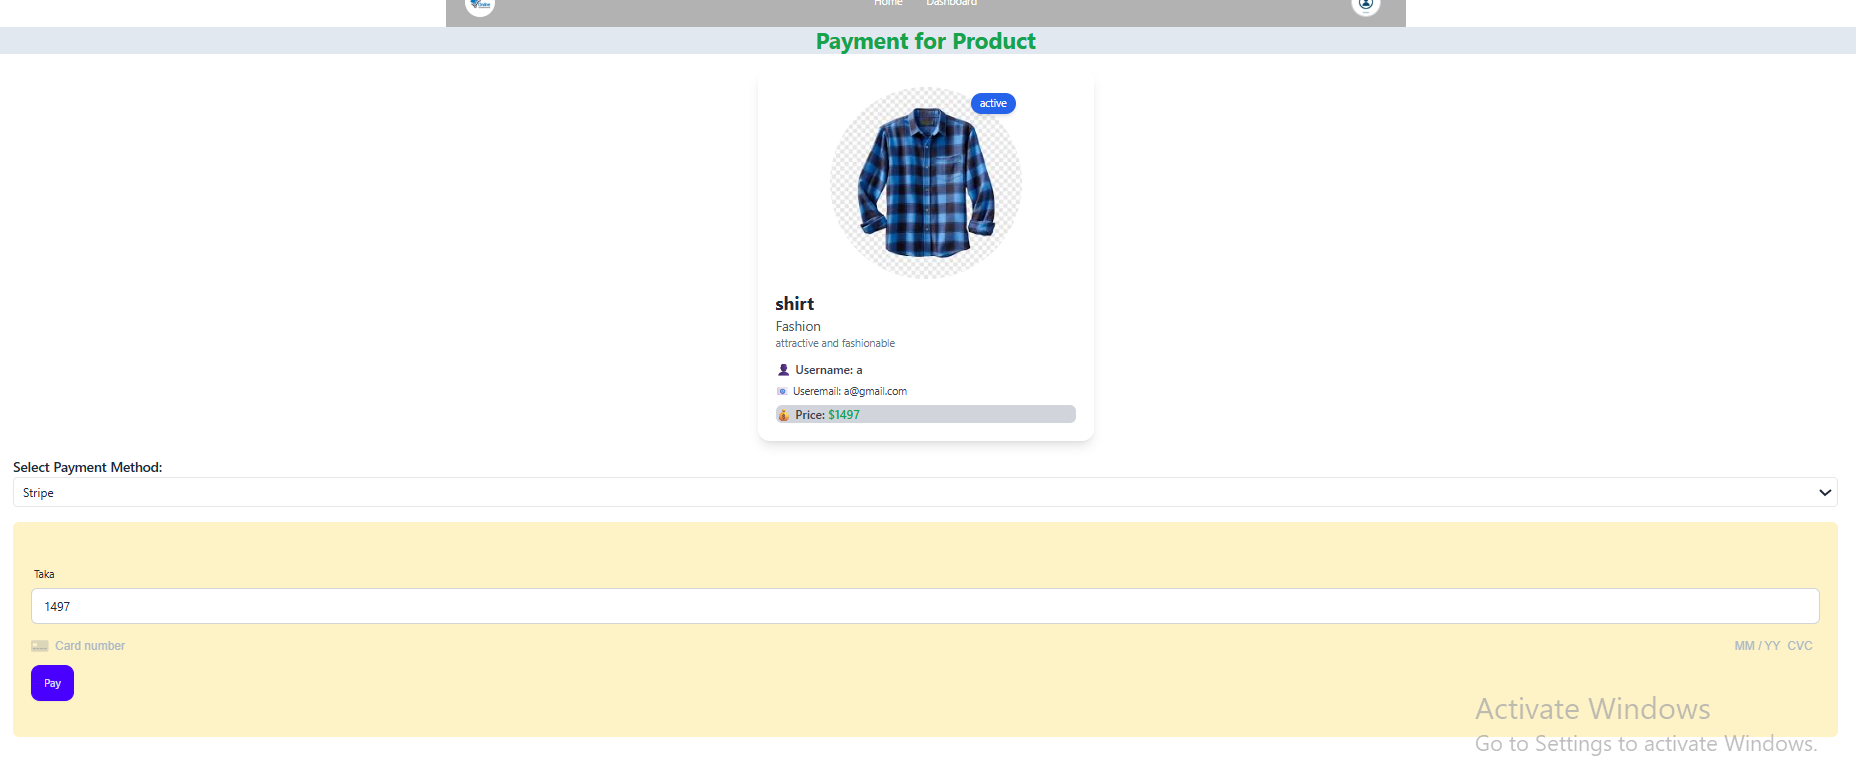 Home Dashboard
Payment for Product
active
shirt
Fashion
attractive and fashionable
Username: a
Useremail: a@gmail.com
Price: $1497
Select Payment Method:
Stripe
Taka
1497
Card number MM / YY CVC
Pay
Activate Windows
Go to Settings to activate Windows.